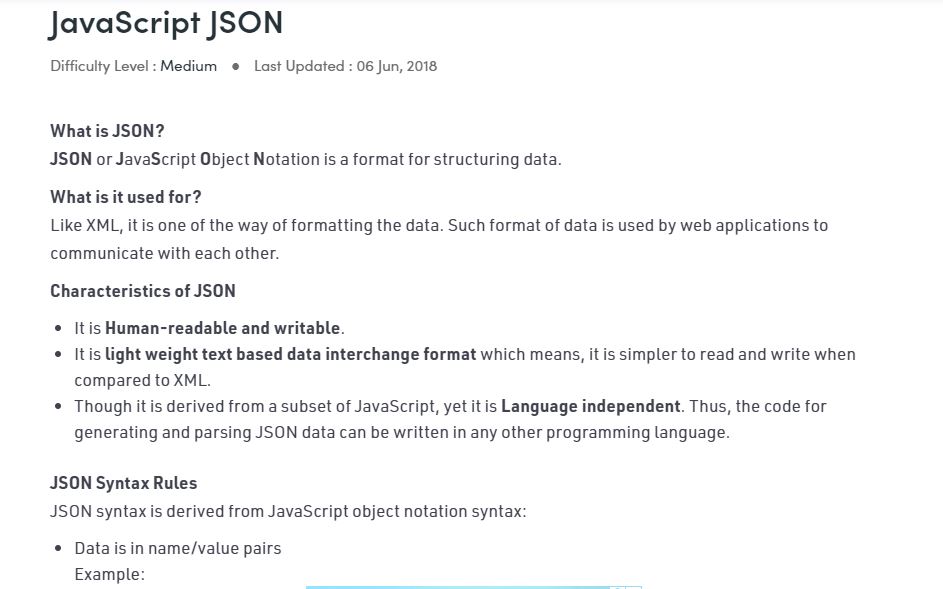 JavaScript JSON
Difficulty Level : Medium ● Last Updated : 06 Jun, 2018
What is JSON?
JSON or JavaScript Object Notation is a format for structuring data.
What is it used for?
Like XML, it is one of the way of formatting the data. Such format of data is used by web applications to
communicate with each other.
Characteristics of JSON
• It is Human-readable and writable.
• It is light weight text based data interchange format which means, it is simpler to read and write when
compared to XML.
• Though it is derived from a subset of JavaScript, yet it is Language independent. Thus, the code for
generating and parsing JSON data can be written in any other programming language.
JSON Syntax Rules
JSON syntax is derived from JavaScript object notation syntax:
• Data is in name/value pairs
Example: